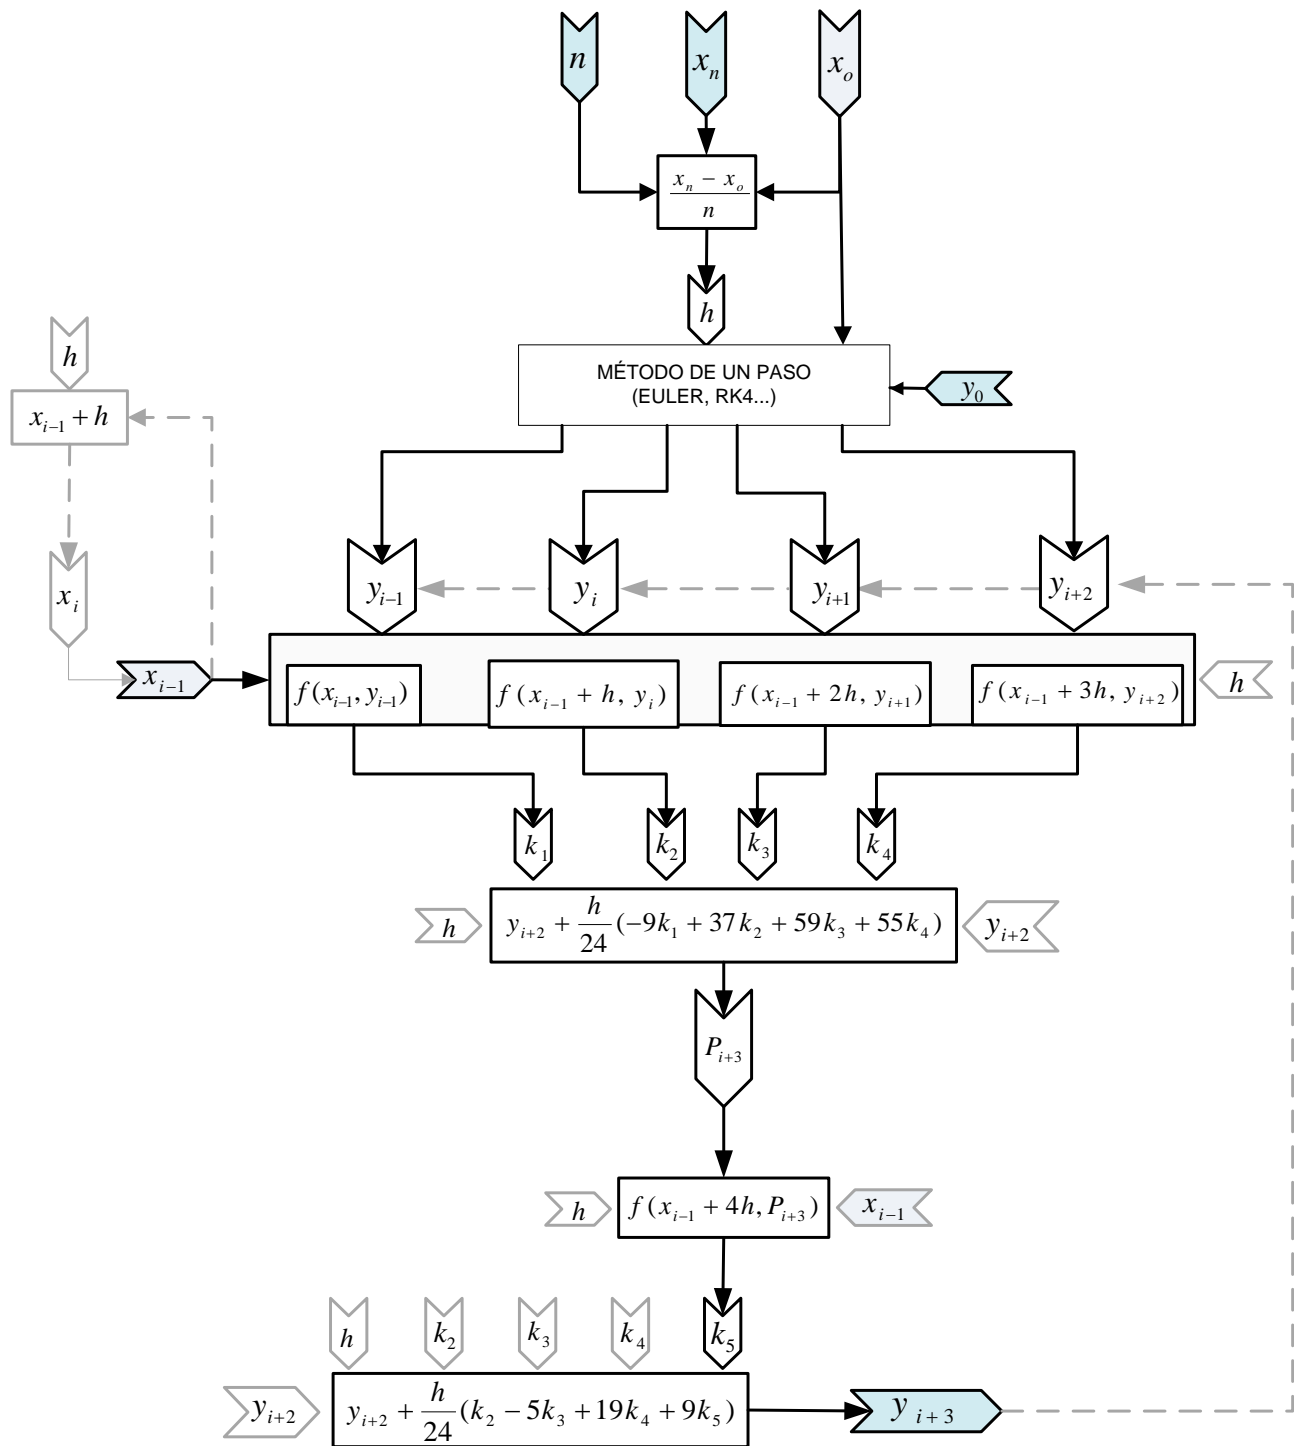 n
x_n
x_o
\frac{x_n - x_o}{n}
h
h
MÉTODO DE UN PASO
(EULER, RK4...)
y_0
x_{i-1} + h
y_{i-1}
y_i
y_{i+1}
y_{i+2}
x_i
x_{i-1}
f(x_{i-1}, y_{i-1})
f(x_{i-1} + h, y_i)
f(x_{i-1} + 2h, y_{i+1})
f(x_{i-1} + 3h, y_{i+2})
h
k_1
k_2
k_3
k_4
h
y_{i+2} + \frac{h}{24}(-9k_1 + 37k_2 + 59k_3 + 55k_4)
y_{i+2}
P_{i+3}
h
f(x_{i-1} + 4h, P_{i+3})
x_{i-1}
h
k_2
k_3
k_4
k_5
y_{i+2}
y_{i+2} + \frac{h}{24}(k_2 - 5k_3 + 19k_4 + 9k_5)
y_{i+3}